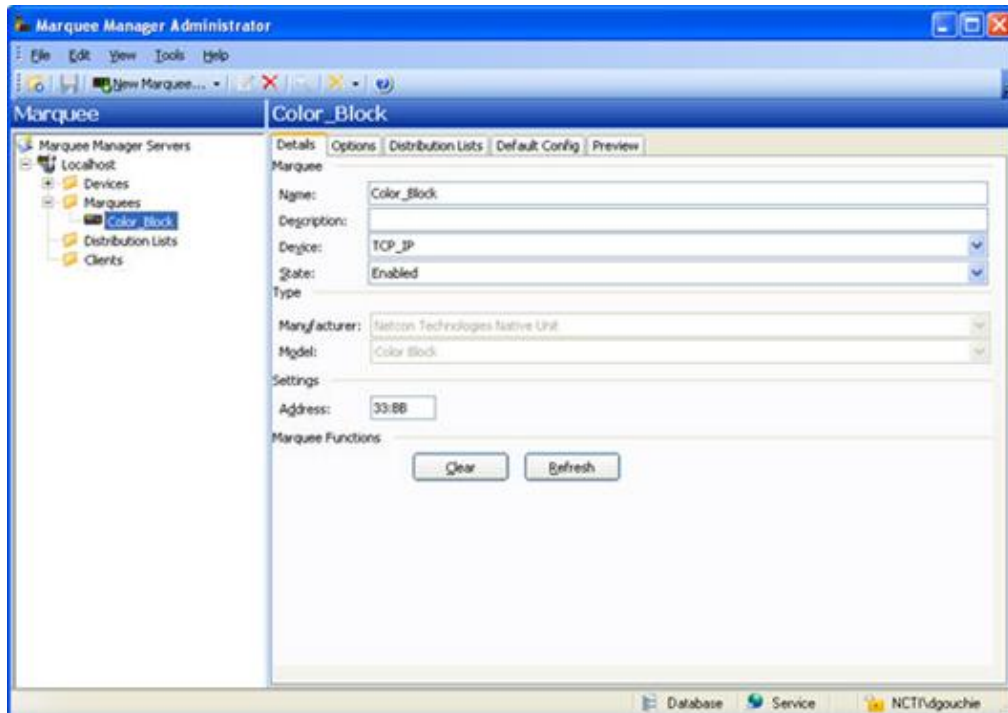 Marquee Manager Administrator
File Edit View Tools Help
New Marquee...
Marquee
Color_Block
Marquee Manager Servers
Localhost
Devices
Marquees
Color_Block
Distribution Lists
Clients
Details Options Distribution Lists Default Config Preview
Marquee
Name: Color_Block
Description:
Device: TCP_IP
State: Enabled
Type
Manufacturer: Netcon Technologies Native Unit
Model: Color Block
Settings
Address: 33:BB
Marquee Functions
Clear Refresh
Database Service NCTI\dgouchie